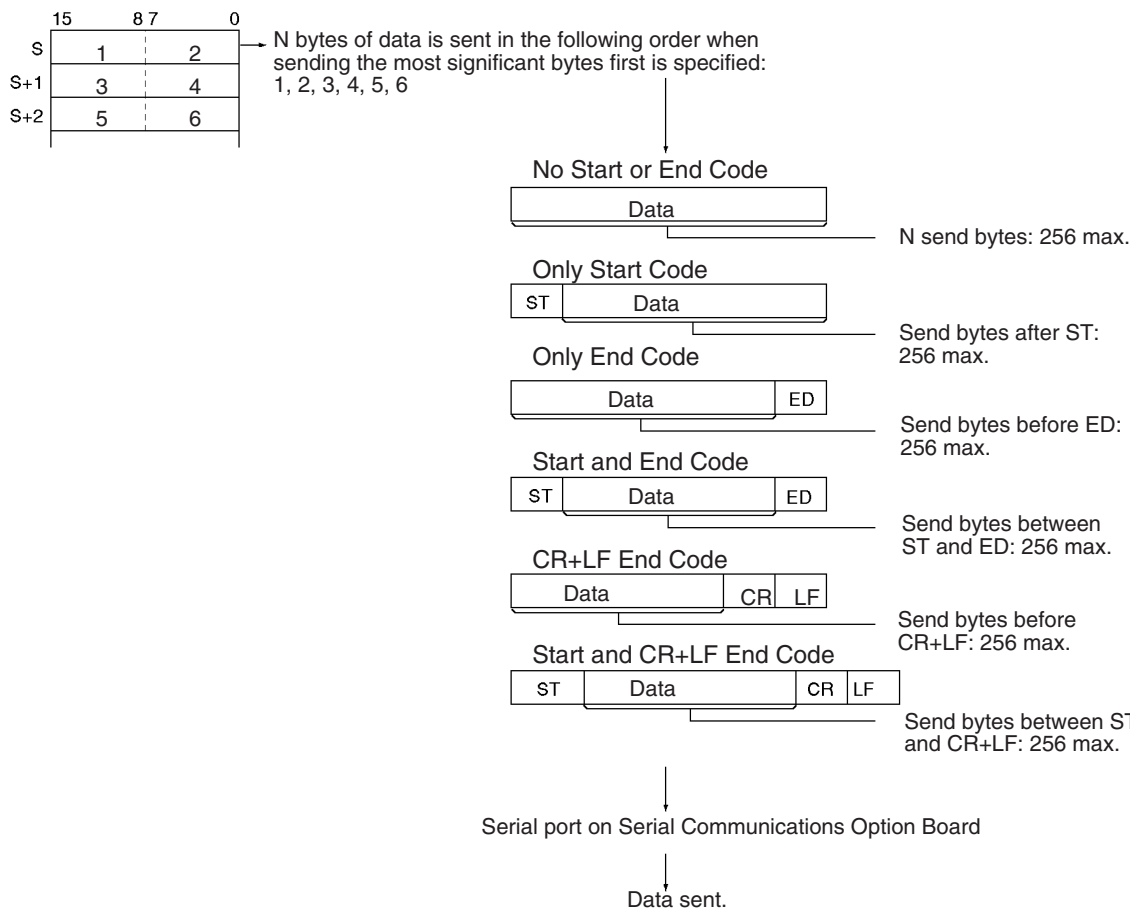 15 8 7 0
S 1 2
S+1 3 4
S+2 5 6
N bytes of data is sent in the following order when
sending the most significant bytes first is specified:
1, 2, 3, 4, 5, 6
No Start or End Code
Data
N send bytes: 256 max.
Only Start Code
ST Data
Send bytes after ST:
256 max.
Only End Code
Data ED
Send bytes before ED:
256 max.
Start and End Code
ST Data ED
Send bytes between
ST and ED: 256 max.
CR+LF End Code
Data CR LF
Send bytes before
CR+LF: 256 max.
Start and CR+LF End Code
ST Data CR LF
Send bytes between ST
and CR+LF: 256 max.
Serial port on Serial Communications Option Board
Data sent.